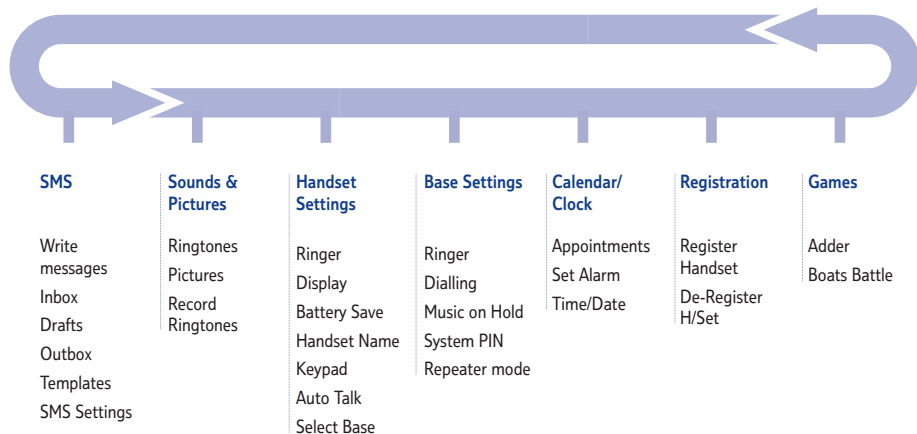 SMS
Write
messages
Inbox
Drafts
Outbox
Templates
SMS Settings
Sounds &
Pictures
Ringtones
Pictures
Record
Ringtones
Handset
Settings
Ringer
Display
Battery Save
Handset Name
Keypad
Auto Talk
Select Base
Base Settings
Ringer
Dialling
Music on Hold
System PIN
Repeater mode
Calendar/
Clock
Appointments
Set Alarm
Time/Date
Registration
Register
Handset
De-Register
H/Set
Games
Adder
Boats Battle